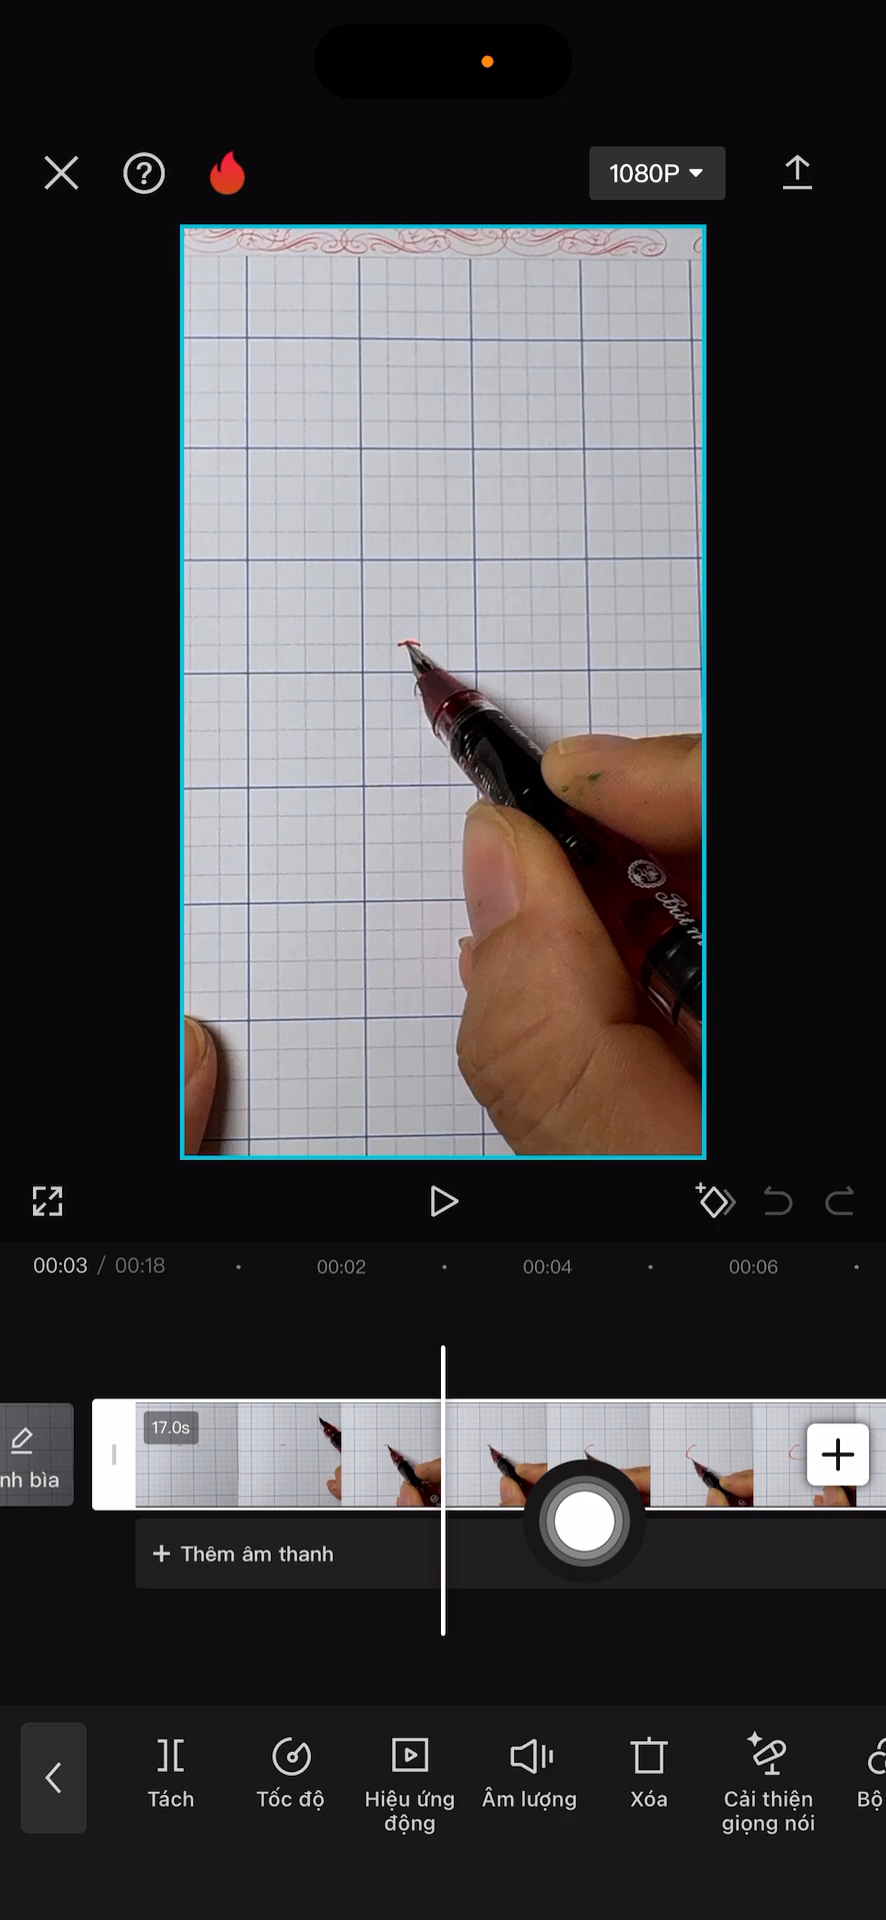 1080P
Bút m
00:03 / 00:18
00:02
00:04
00:06
17.0s
nh bìa
Thêm âm thanh
Tách
Tốc độ
Hiệu ứng động
Âm lượng
Xóa
Cải thiện giọng nói
Bộ